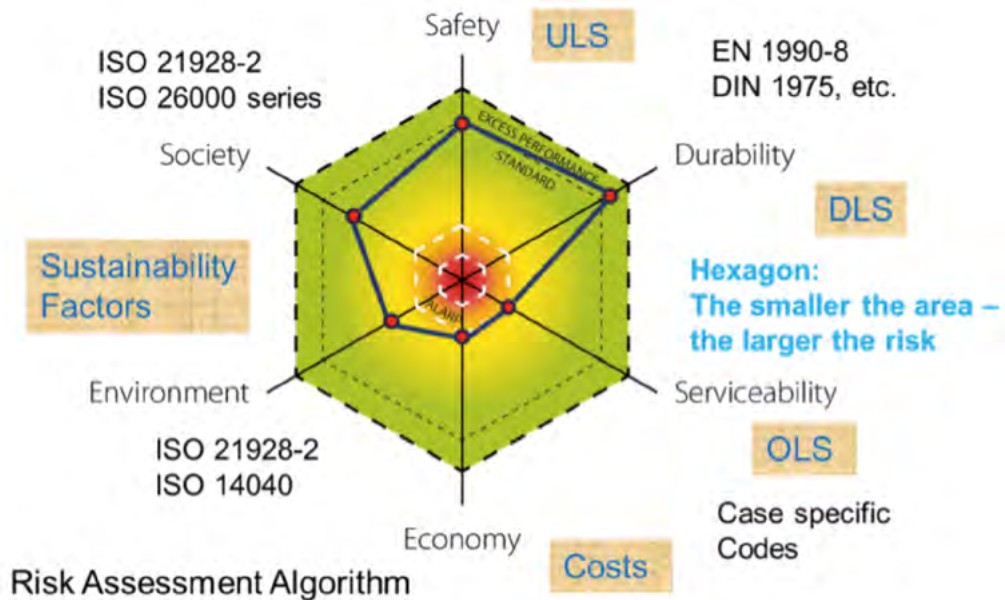 Safety
ULS
ISO 21928-2
ISO 26000 series
EN 1990-8
DIN 1975, etc.
Society
EXCESS PERFORMANCE
STANDARD
Durability
DLS
Sustainability
Factors
Hexagon:
The smaller the area –
the larger the risk
ALARP
Environment
Serviceability
ISO 21928-2
ISO 14040
OLS
Case specific
Codes
Economy
Costs
Risk Assessment Algorithm